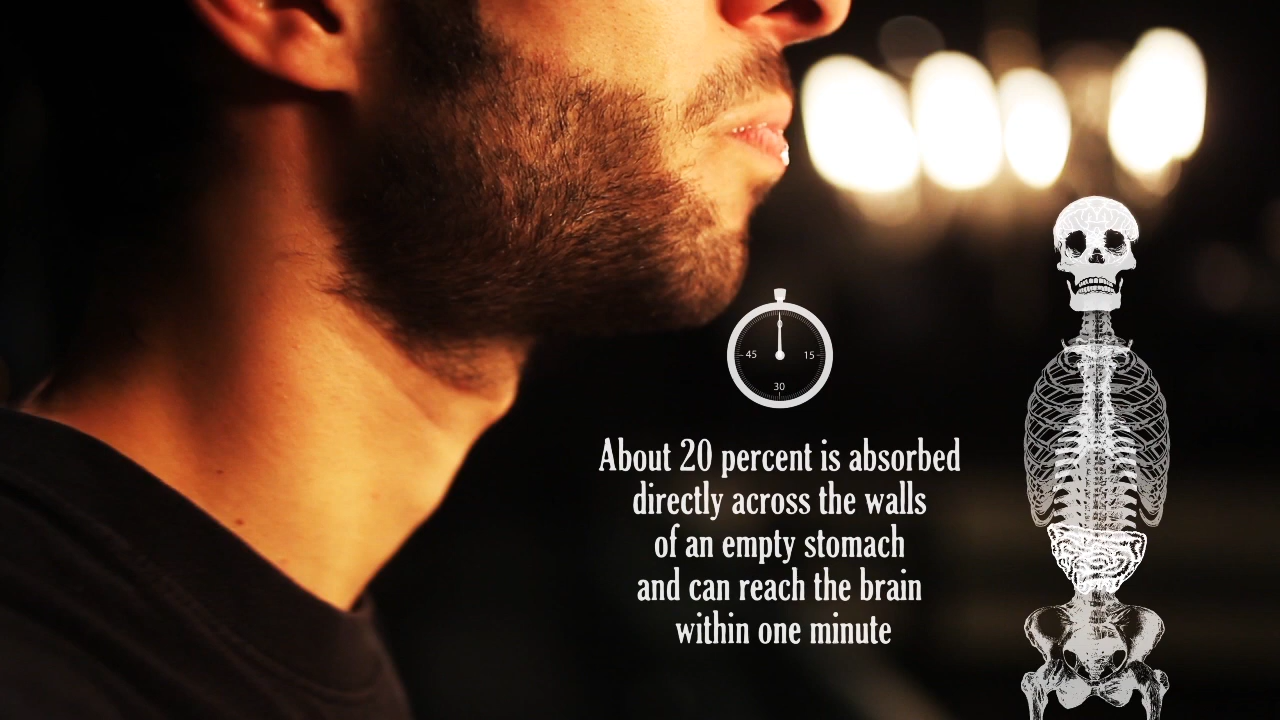 45 15
30
About 20 percent is absorbed
directly across the walls
of an empty stomach
and can reach the brain
within one minute